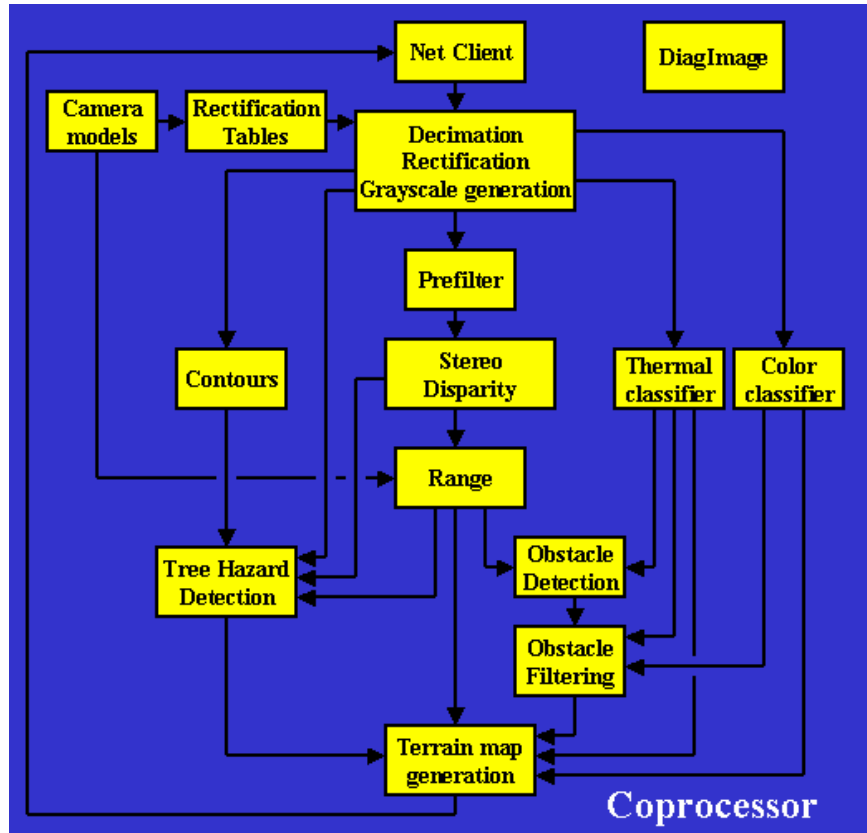 Net Client
DiagImage
Camera
models
Rectification
Tables
Decimation
Rectification
Grayscale generation
Prefilter
Contours
Stereo
Disparity
Thermal
classifier
Color
classifier
Range
Tree Hazard
Detection
Obstacle
Detection
Obstacle
Filtering
Terrain map
generation
Coprocessor